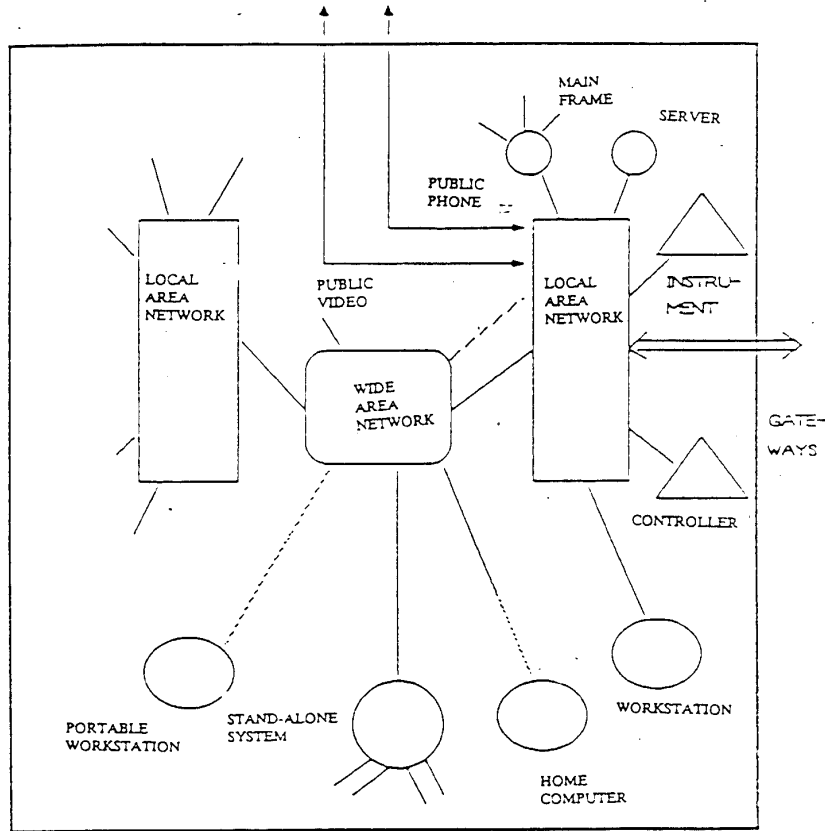 MAIN
FRAME
SERVER
PUBLIC
PHONE
LOCAL
AREA
NETWORK
PUBLIC
VIDEO
LOCAL
AREA
NETWORK
INSTRU-
MENT
WIDE
AREA
NETWORK
GATE-
WAYS
CONTROLLER
PORTABLE
WORKSTATION
STAND-ALONE
SYSTEM
HOME
COMPUTER
WORKSTATION